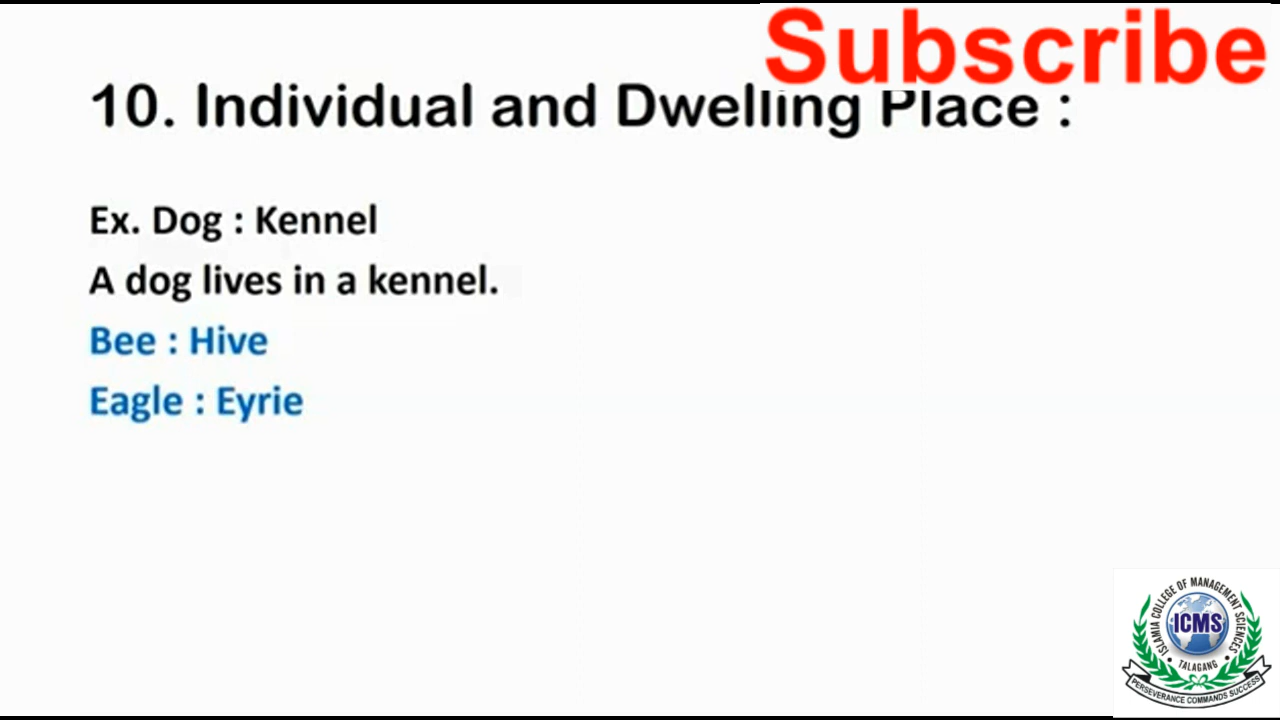 Subscribe
10. Individual and Dwelling Place :
Ex. Dog : Kennel
A dog lives in a kennel.
Bee : Hive
Eagle : Eyrie
ISLAMIA COLLEGE OF MANAGEMENT SCIENCES
ICMS
TALAGANG
PERSEVERANCE COMMANDS SUCCESS